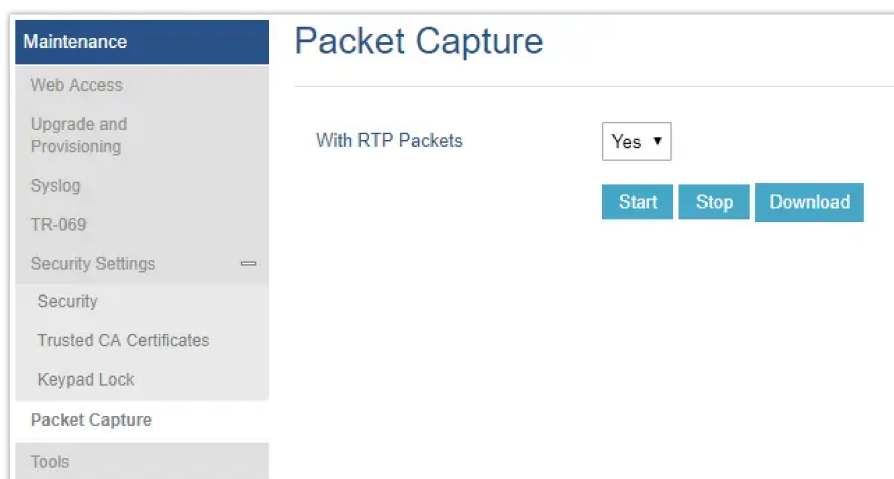 Maintenance
Web Access
Upgrade and
Provisioning
Syslog
TR-069
Security Settings
Security
Trusted CA Certificates
Keypad Lock
Packet Capture
Tools
Packet Capture
With RTP Packets
Yes
Start Stop Download